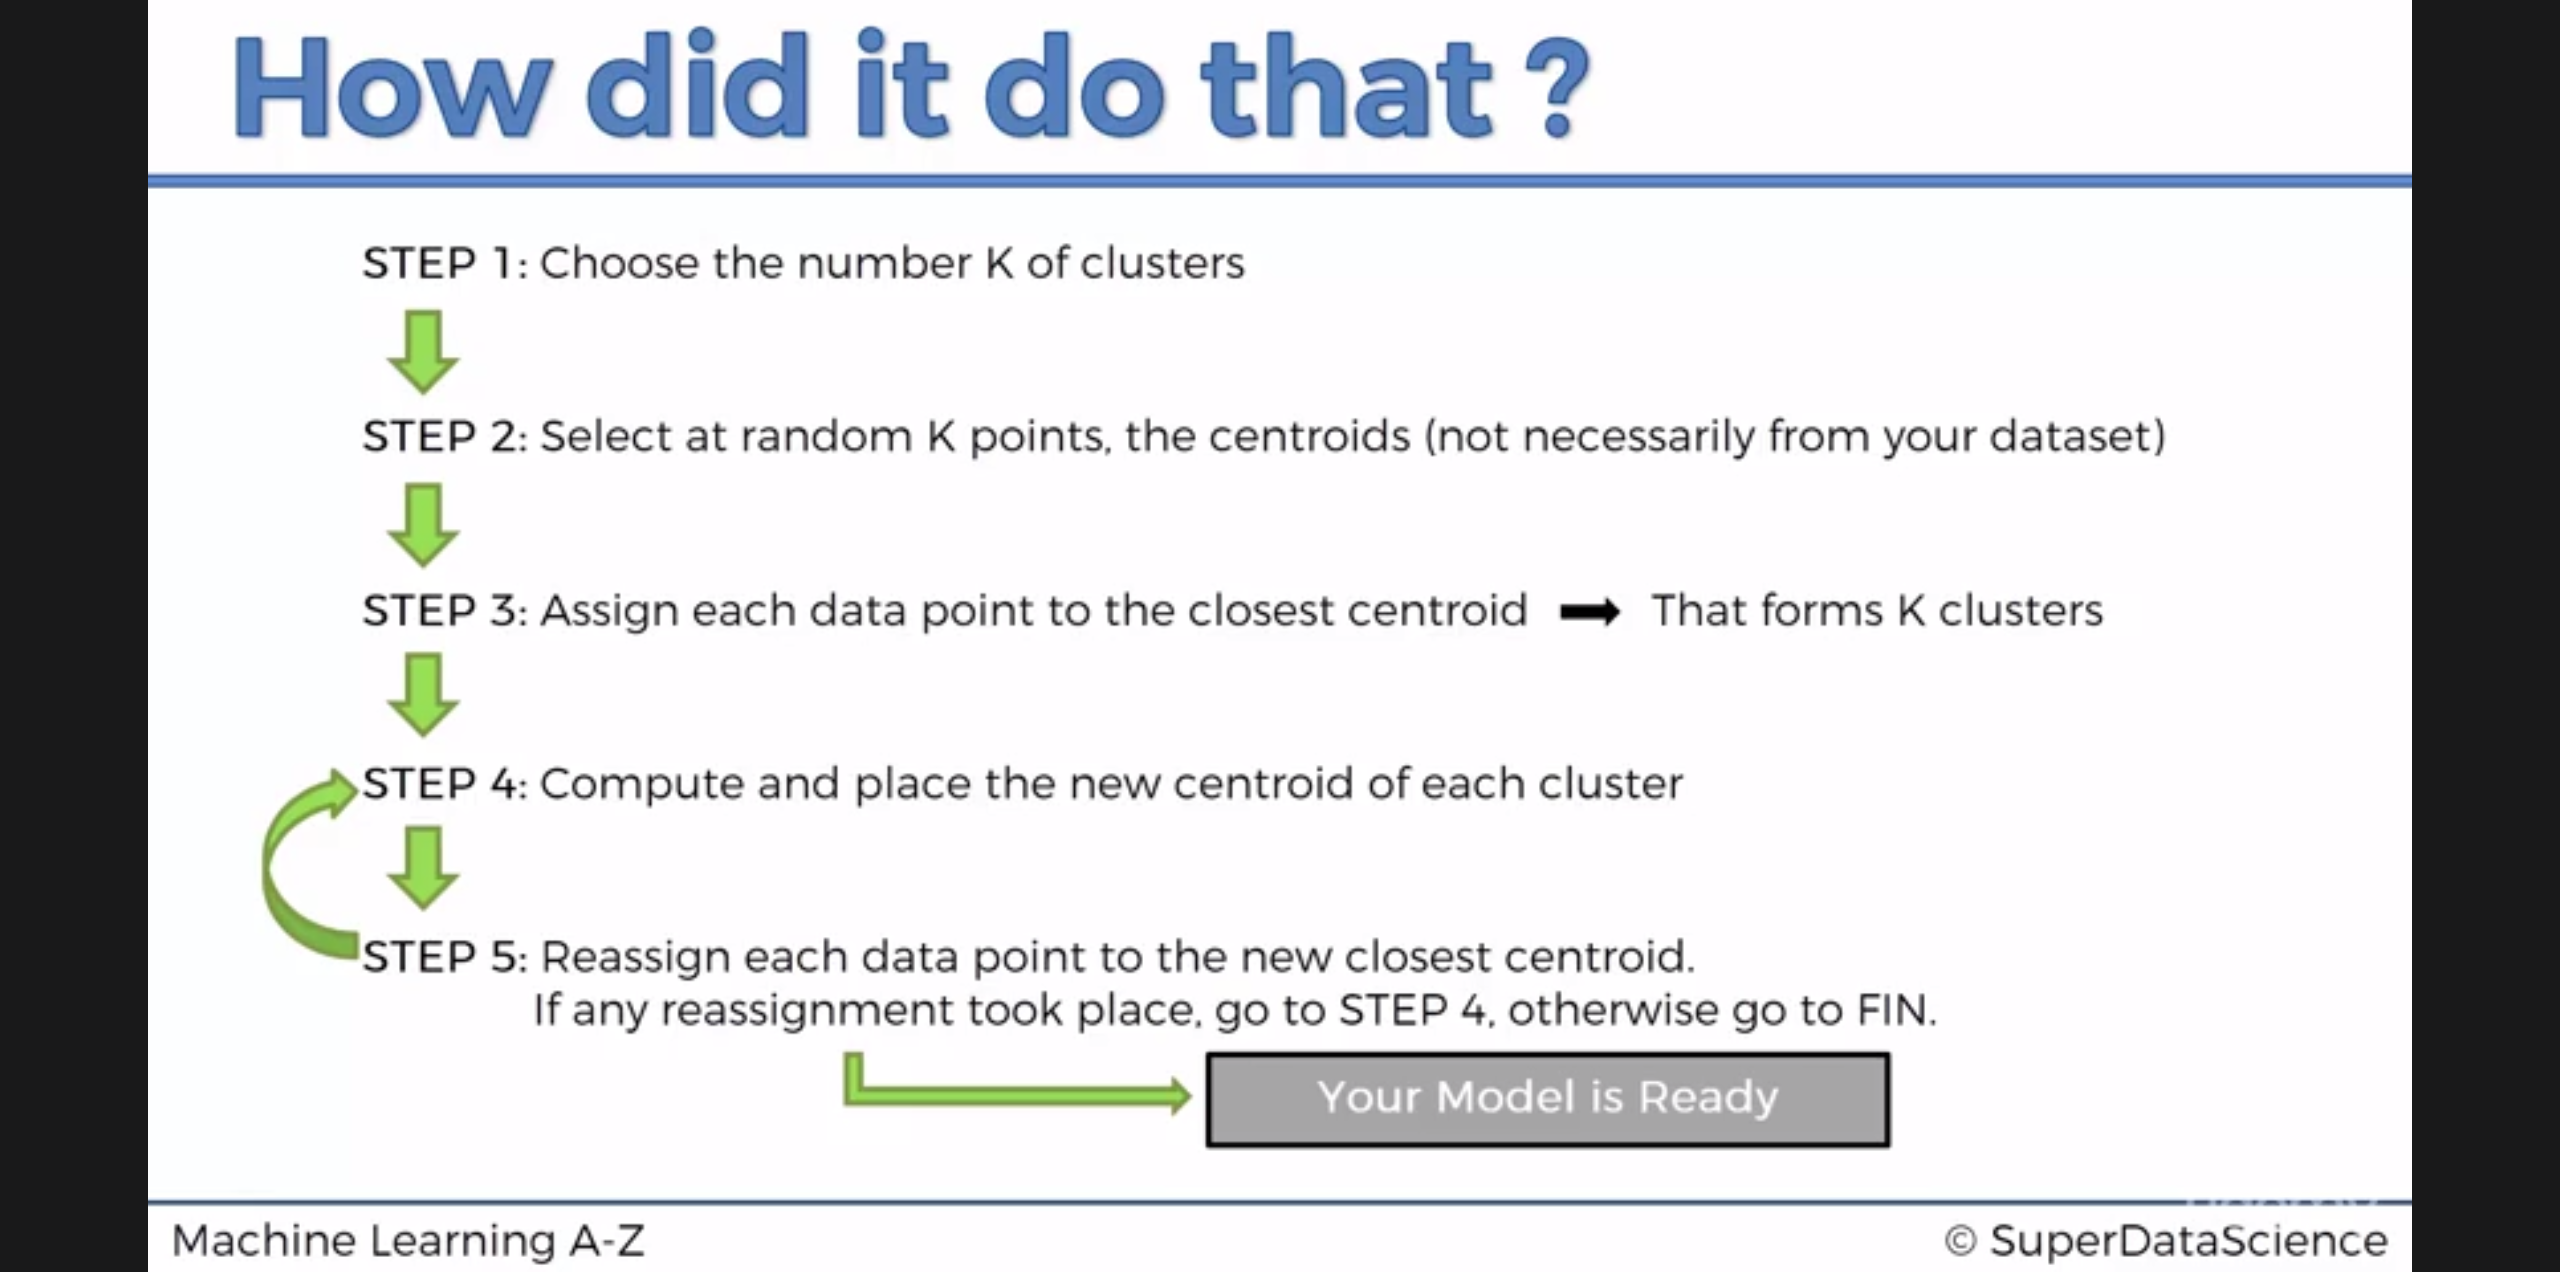 How did it do that ?
STEP 1: Choose the number K of clusters
STEP 2: Select at random K points, the centroids (not necessarily from your dataset)
STEP 3: Assign each data point to the closest centroid ➡ That forms K clusters
STEP 4: Compute and place the new centroid of each cluster
STEP 5: Reassign each data point to the new closest centroid.
If any reassignment took place, go to STEP 4, otherwise go to FIN.
Your Model is Ready
Machine Learning A-Z
© SuperDataScience